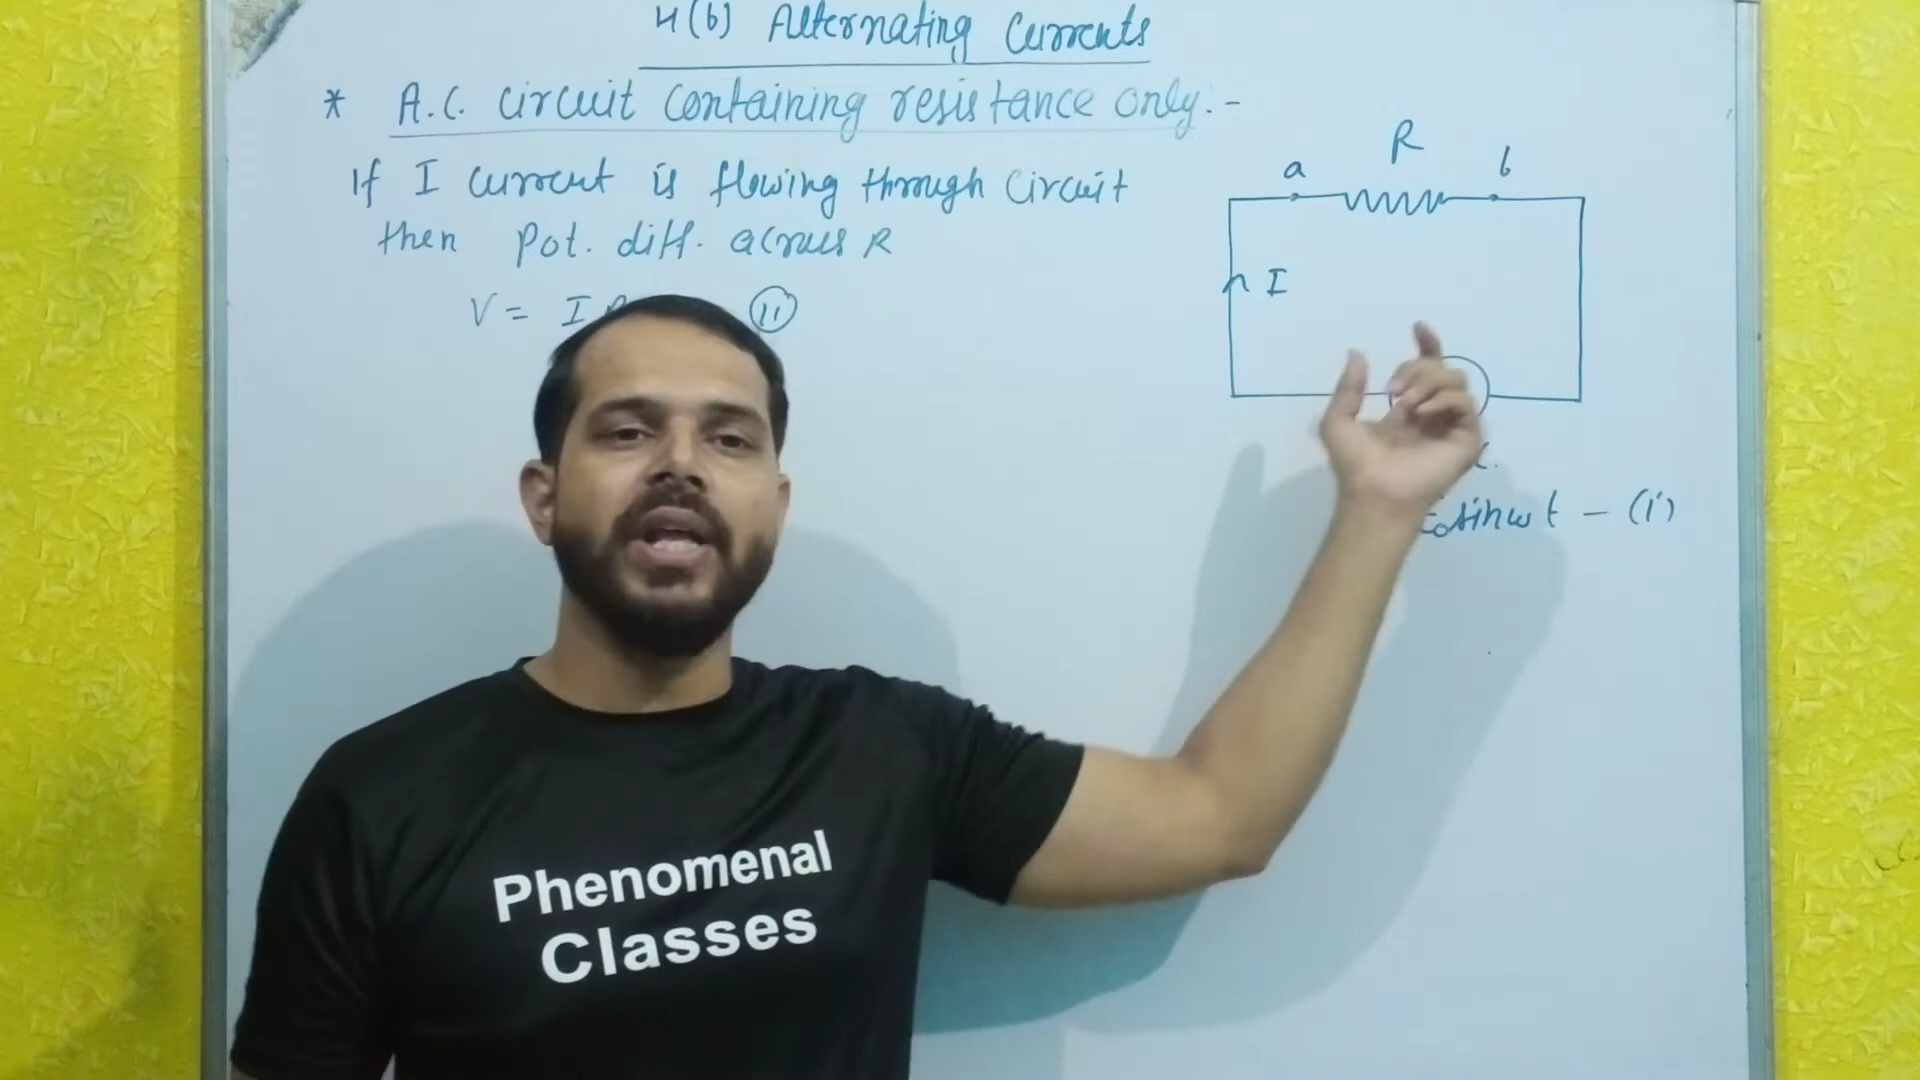 4(b) Alternating Currents
* A.C. circuit containing resistance only:-
If I current is flowing through circuit
then pot. diff. across R
V = I (ii)
a R b
I
sinωt - (i)
Phenomenal
Classes